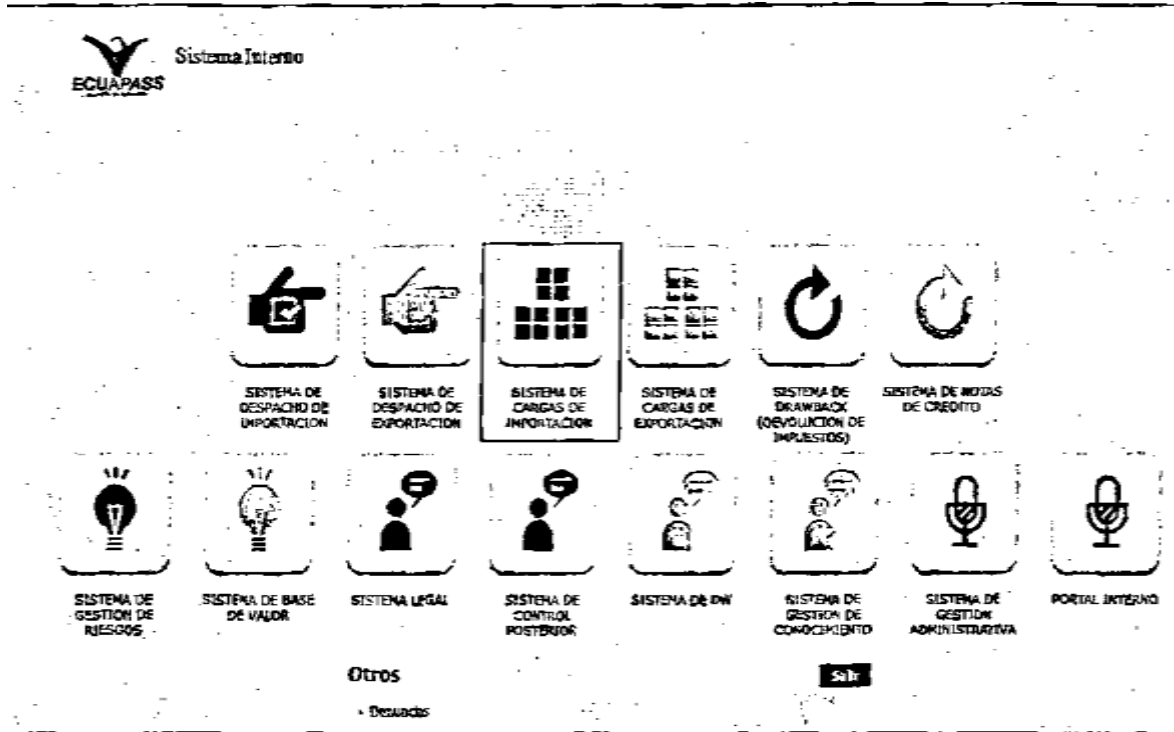 Sistema Interno
ECUAPASS
SISTEMA DE
DESPACHO DE
IMPORTACION
SISTEMA DE
DESPACHO DE
EXPORTACION
SISTEMA DE
CARGAS DE
IMPORTACION
SISTEMA DE
CARGAS DE
EXPORTACION
SISTEMA DE
DRAWBACK
(DEVOLUCION DE
IMPUESTOS)
SISTEMA DE NOTAS
DE CREDITO
SISTEMA DE
GESTION DE
RIESGOS
SISTEMA DE BASE
DE VALOR
SISTEMA LEGAL
SISTEMA DE
CONTROL
POSTERIOR
SISTEMA DE DW
SISTEMA DE
GESTION DE
CONOCIMIENTO
SISTEMA DE
GESTION
ADMINISTRATIVA
PORTAL INTERNO
Otros
Salir
- Denuncias